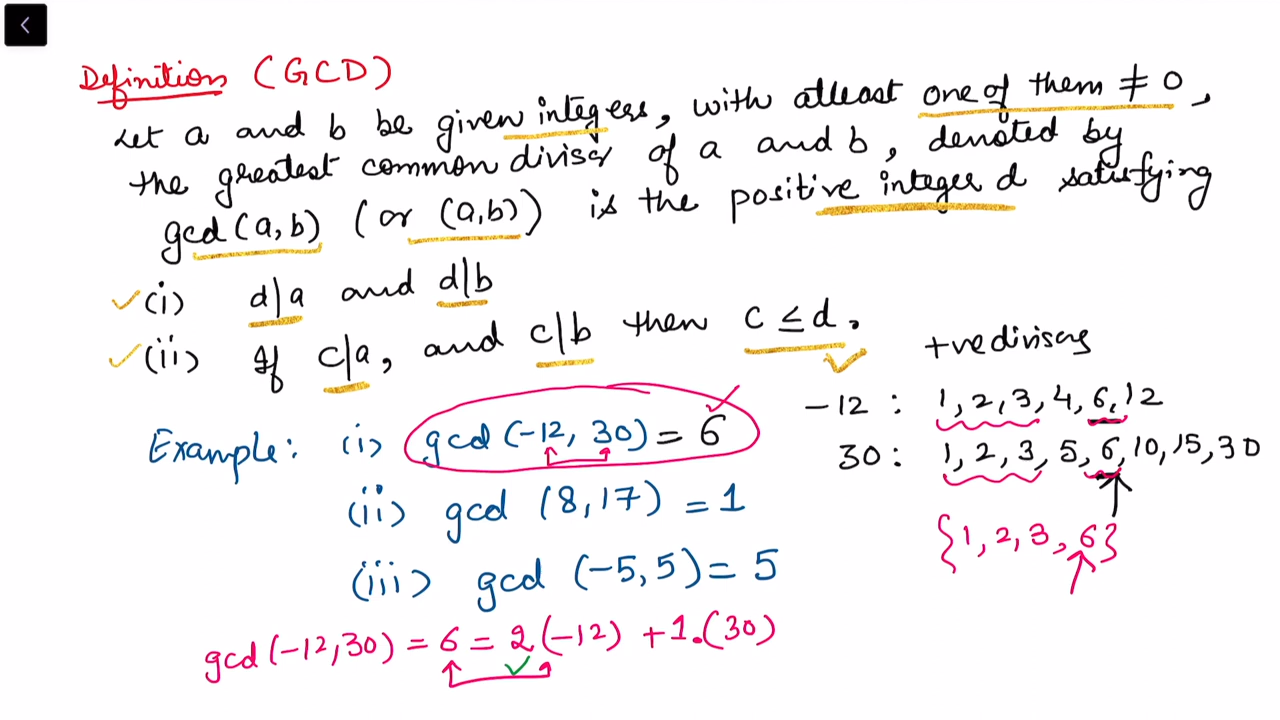 Definition (GCD)
Let a and b be given integers, with atleast one of them ≠ 0,
the greatest common divisor of a and b, denoted by
gcd(a,b) (or (a,b)) is the positive integer d satisfying
(i) d|a and d|b
(ii) If c|a, and c|b then c ≤ d.
+ve divisors
-12 : 1, 2, 3, 4, 6, 12
30 : 1, 2, 3, 5, 6, 10, 15, 30
{1, 2, 3, 6}
Example: (i) gcd(-12, 30) = 6
(ii) gcd (8,17) = 1
(iii) gcd (-5,5) = 5
gcd(-12,30) = 6 = 2(-12) + 1.(30)